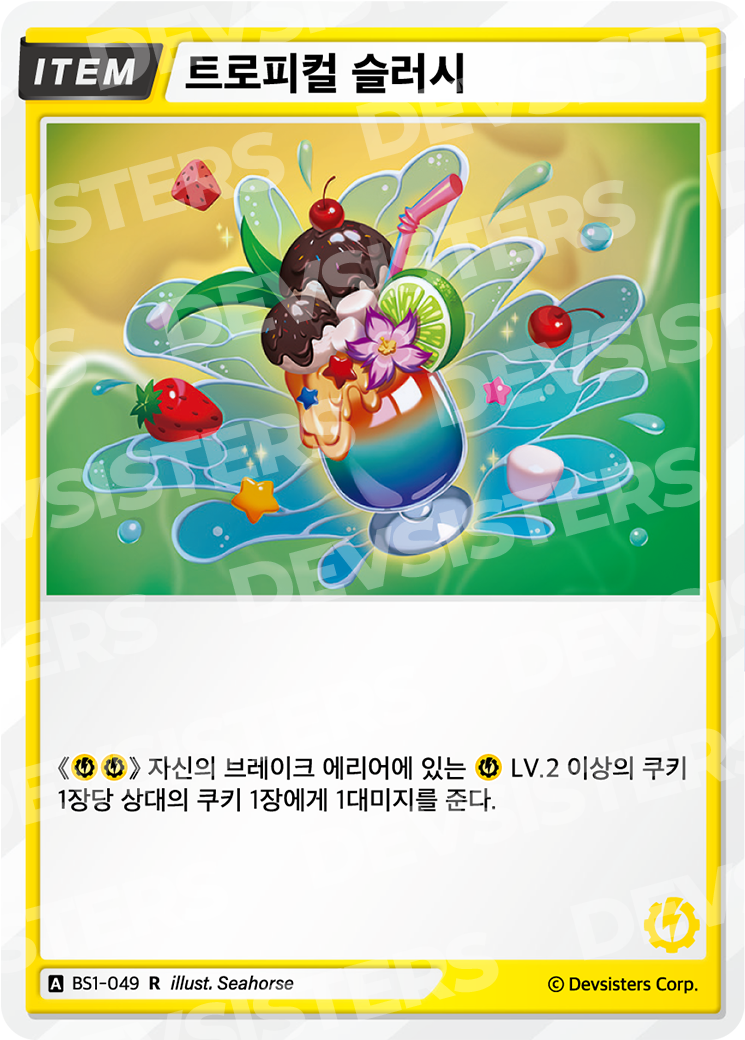 ITEM
트로피컬 슬러시
《》 자신의 브레이크 에리어에 있는 LV.2 이상의 쿠키
1장당 상대의 쿠키 1장에게 1대미지를 준다.
A BS1-049 R illust. Seahorse
© Devsisters Corp.
DEVSISTERS